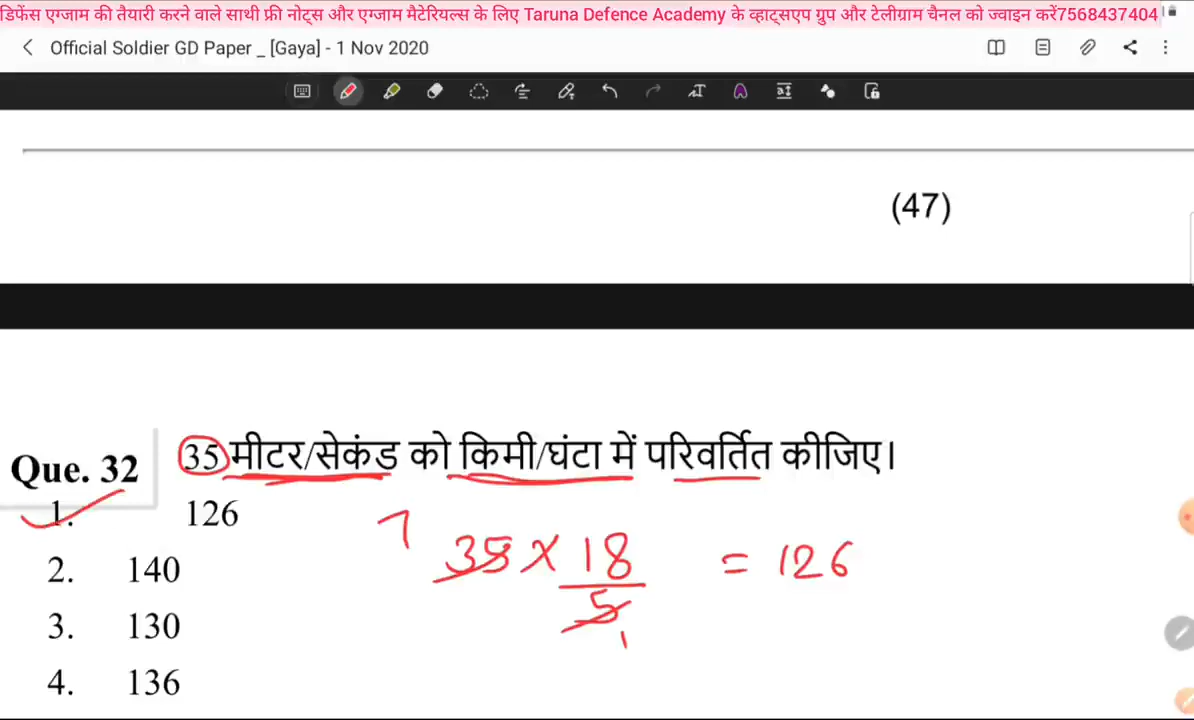 डिफेंस एग्जाम की तैयारी करने वाले साथी फ्री नोट्स और एग्जाम मैटेरियल्स के लिए Taruna Defence Academy के व्हाट्सएप ग्रुप और टेलीग्राम चैनल को ज्वाइन करें7568437404
Official Soldier GD Paper _ [Gaya] - 1 Nov 2020
(47)
Que. 32 35 मीटर/सेकंड को किमी/घंटा में परिवर्तित कीजिए।
1. 126
7
35 × 18 = 126
5
1
2. 140
3. 130
4. 136